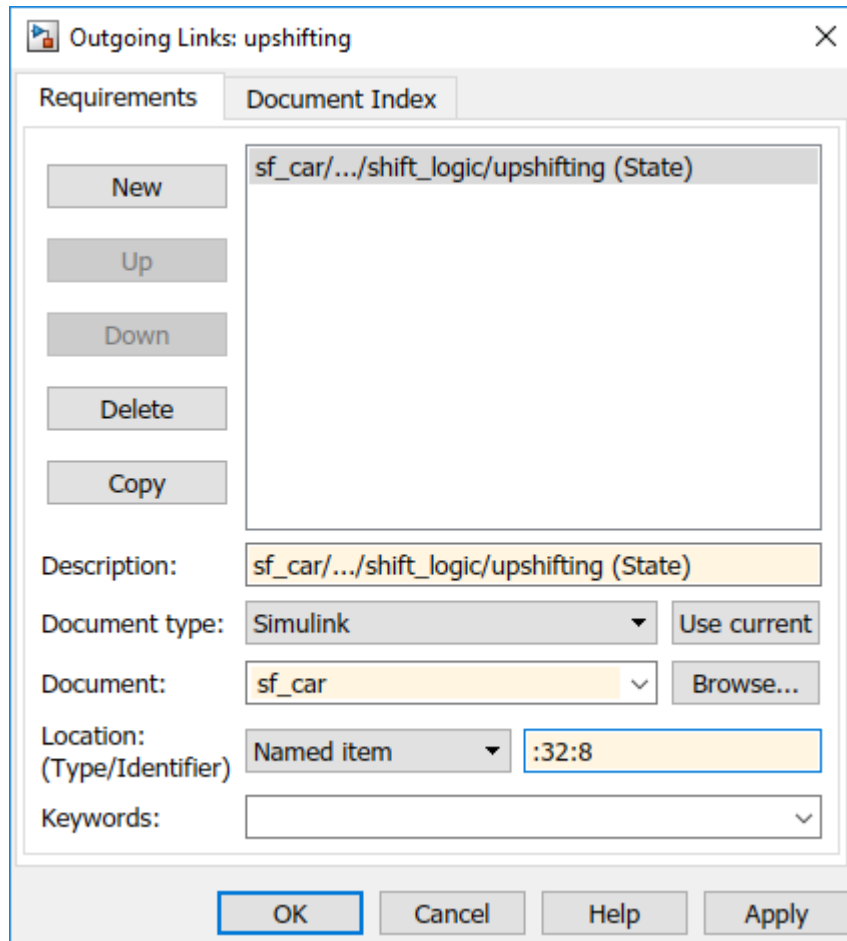 Outgoing Links: upshifting
Requirements
Document Index
New
Up
Down
Delete
Copy
sf_car/.../shift_logic/upshifting (State)
Description: sf_car/.../shift_logic/upshifting (State)
Document type: Simulink Use current
Document: sf_car Browse...
Location:
(Type/Identifier) Named item :32:8
Keywords:
OK Cancel Help Apply